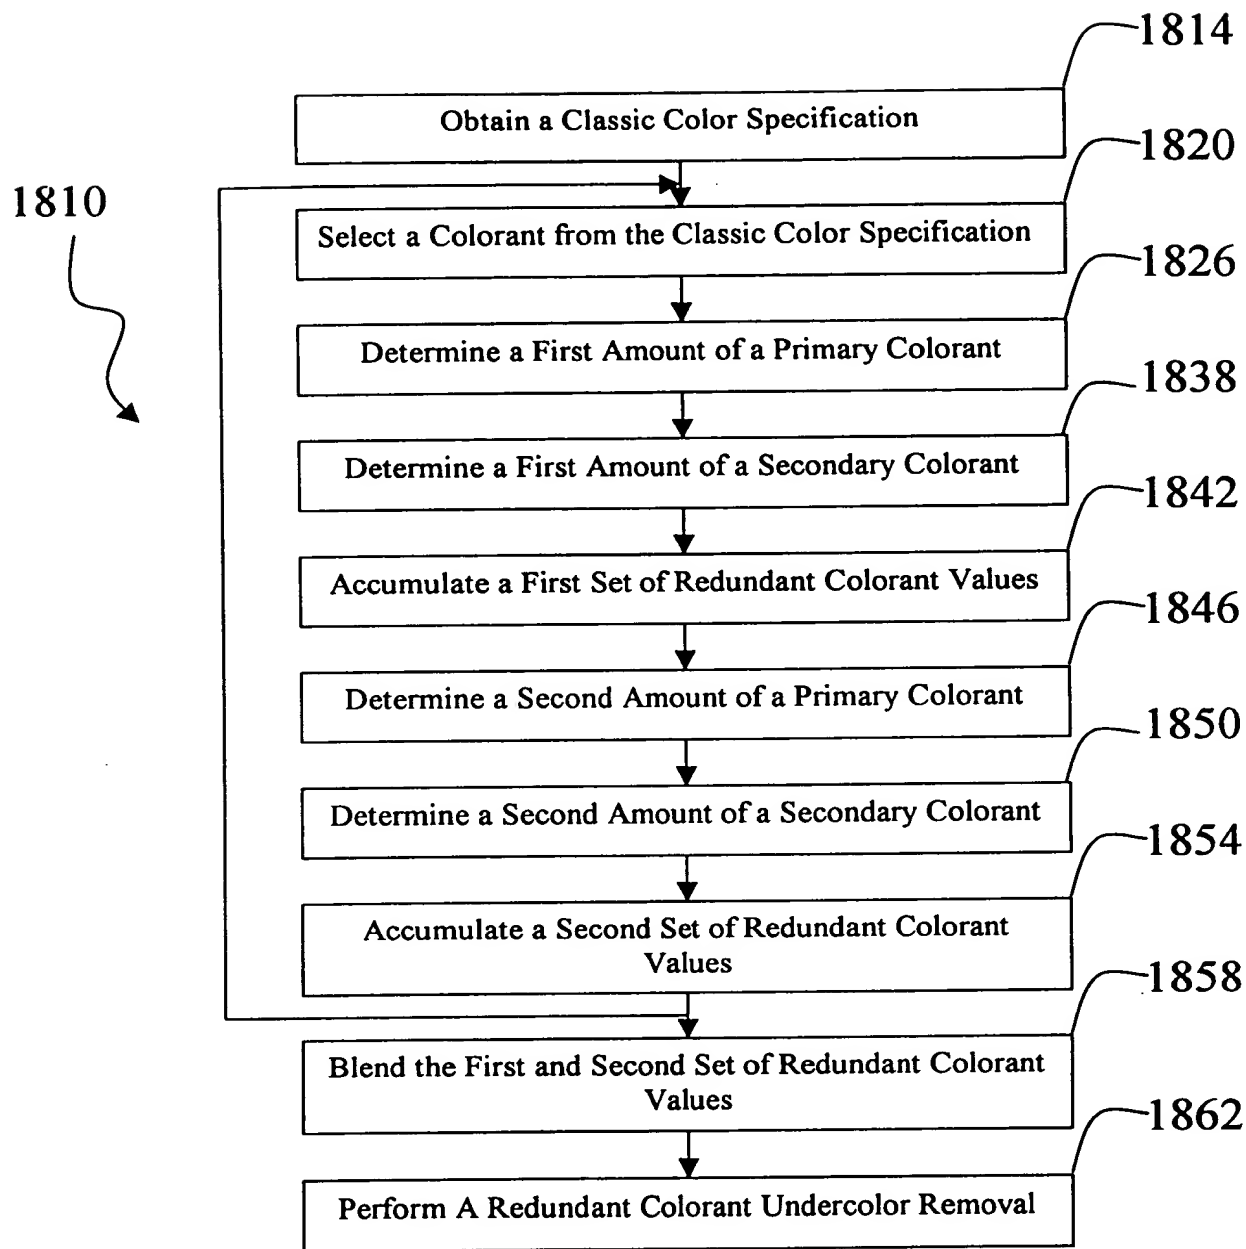 1814
Obtain a Classic Color Specification
1820
1810
Select a Colorant from the Classic Color Specification
1826
Determine a First Amount of a Primary Colorant
1838
Determine a First Amount of a Secondary Colorant
1842
Accumulate a First Set of Redundant Colorant Values
1846
Determine a Second Amount of a Primary Colorant
1850
Determine a Second Amount of a Secondary Colorant
1854
Accumulate a Second Set of Redundant Colorant
Values
1858
Blend the First and Second Set of Redundant Colorant
Values
1862
Perform A Redundant Colorant Undercolor Removal